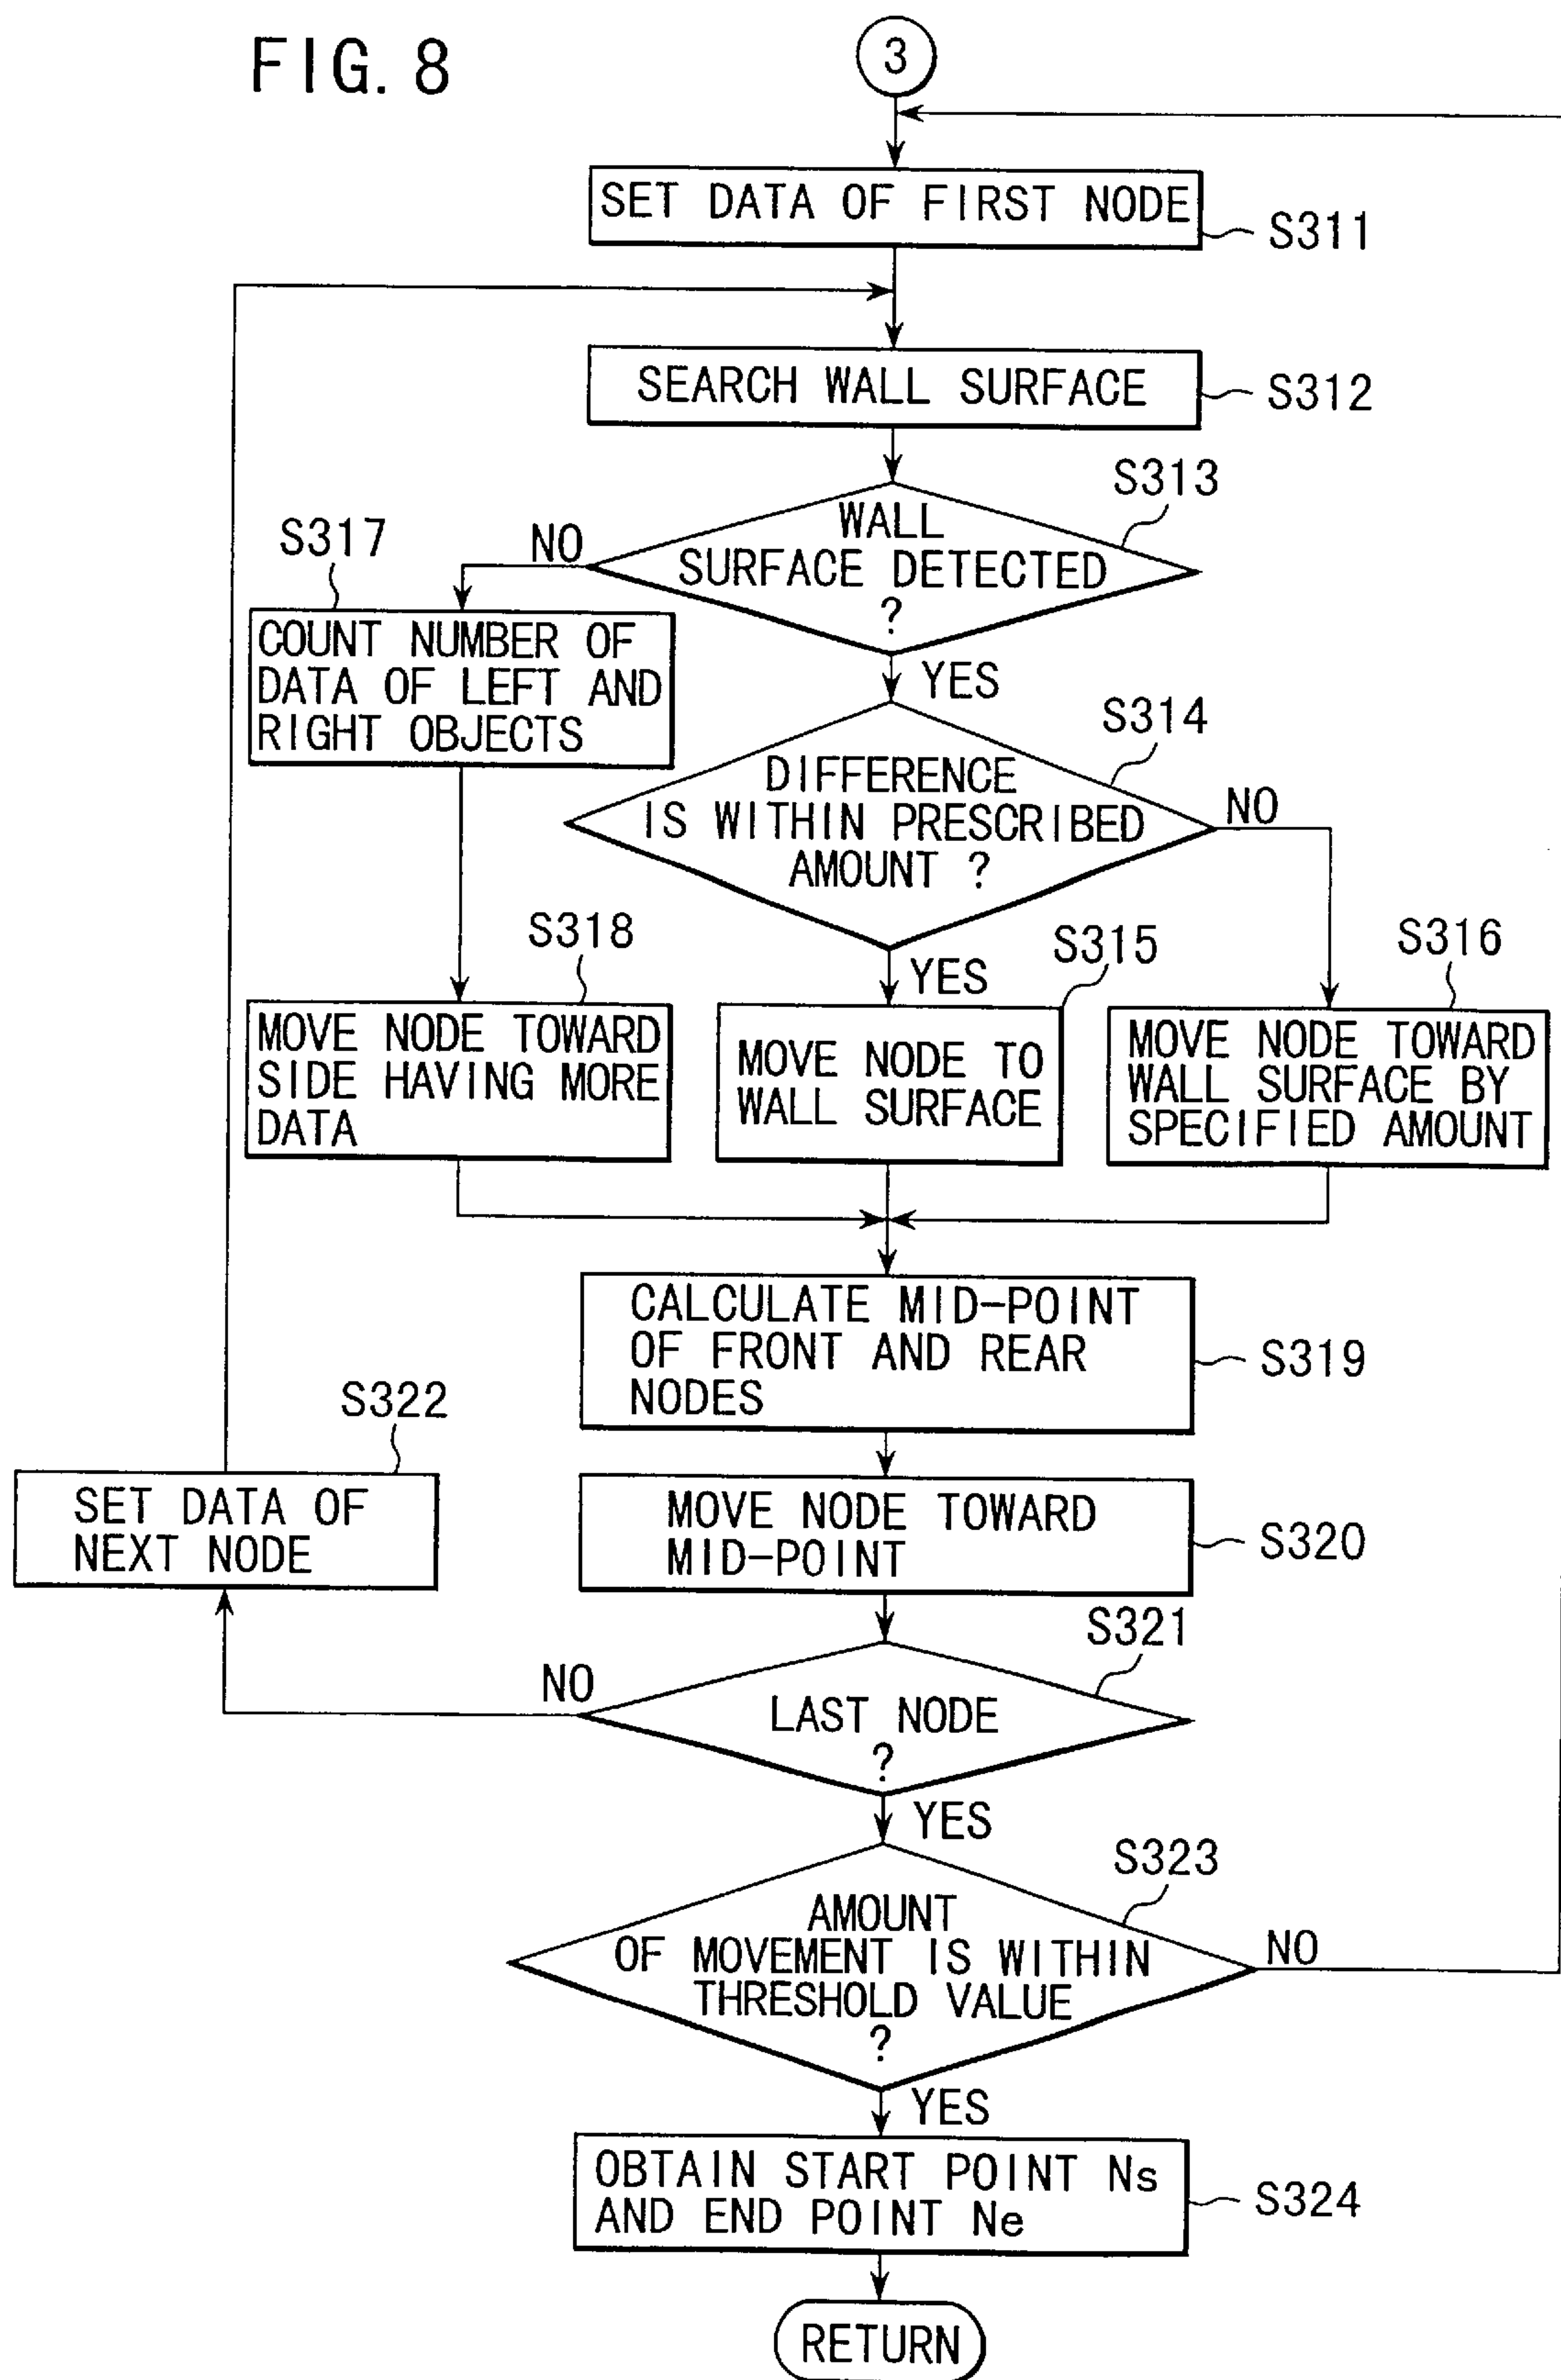 FIG. 8
3
SET DATA OF FIRST NODE
S311
SEARCH WALL SURFACE
S312
S313
WALL
SURFACE DETECTED
?
NO
YES
S317
COUNT NUMBER OF
DATA OF LEFT AND
RIGHT OBJECTS
S314
DIFFERENCE
IS WITHIN PRESCRIBED
AMOUNT ?
NO
YES
S318
MOVE NODE TOWARD
SIDE HAVING MORE
DATA
S315
MOVE NODE TO
WALL SURFACE
S316
MOVE NODE TOWARD
WALL SURFACE BY
SPECIFIED AMOUNT
CALCULATE MID-POINT
OF FRONT AND REAR
NODES
S319
S322
SET DATA OF
NEXT NODE
MOVE NODE TOWARD
MID-POINT
S320
S321
NO
LAST NODE
?
YES
S323
AMOUNT
OF MOVEMENT IS WITHIN
THRESHOLD VALUE
?
NO
YES
OBTAIN START POINT Ns
AND END POINT Ne
S324
RETURN